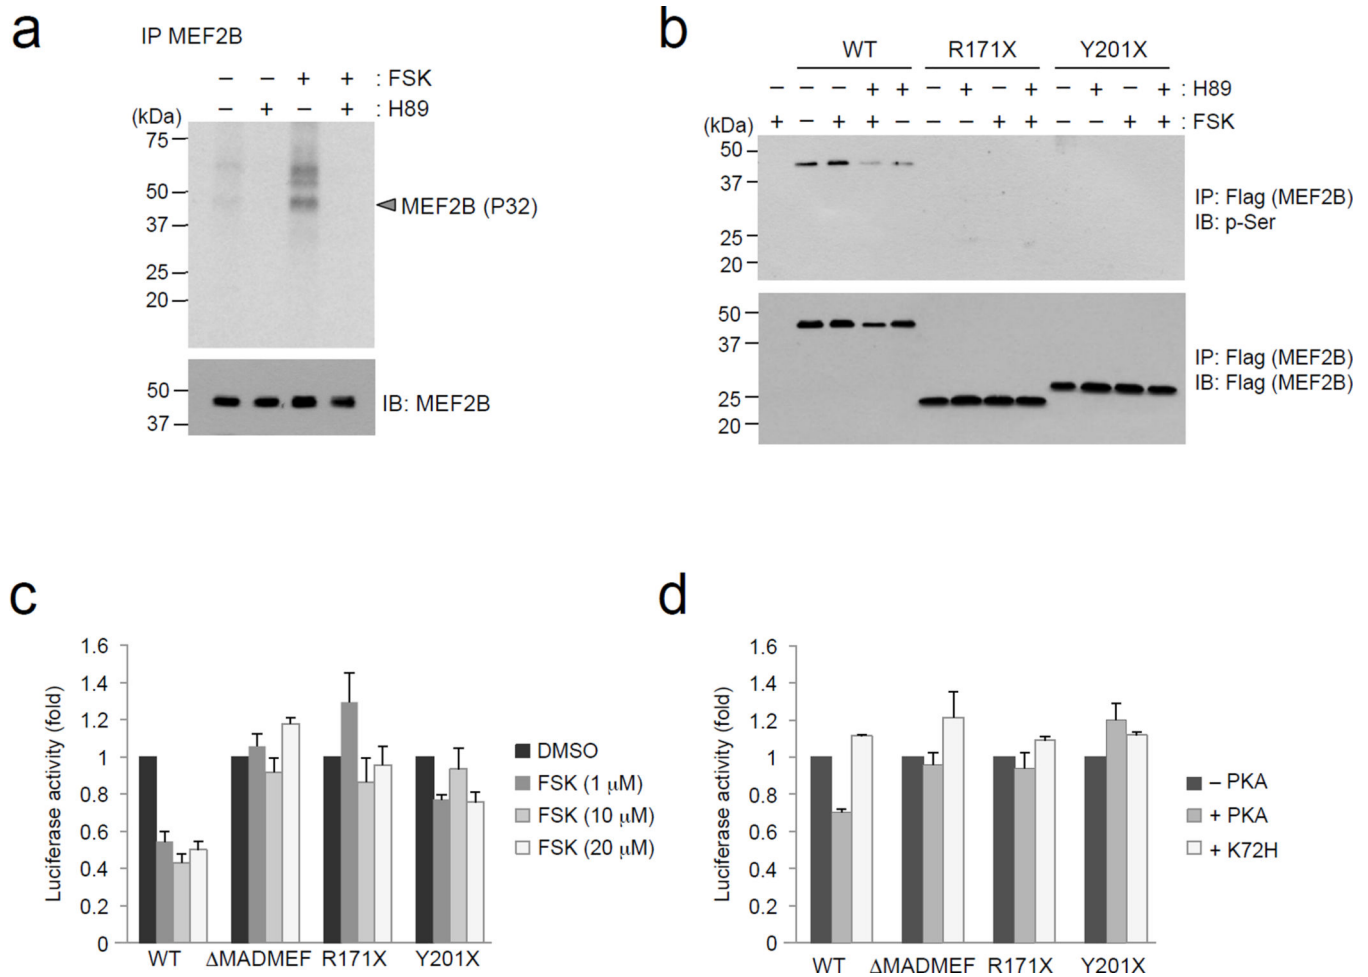 a
IP MEF2B
– – + + : FSK
– + – + : H89
(kDa)
75
50
37
25
20
MEF2B (P32)
50
37
IB: MEF2B
b
WT R171X Y201X
– – – + + – + – + – + – + : H89
+ – + + – – – + + – – + + : FSK
(kDa)
50
37
25
20
IP: Flag (MEF2B)
IB: p-Ser
50
37
25
20
IP: Flag (MEF2B)
IB: Flag (MEF2B)
c
Luciferase activity (fold)
1.6
1.4
1.2
1
0.8
0.6
0.4
0.2
0
WT ΔMADMEF R171X Y201X
DMSO
FSK (1 μM)
FSK (10 μM)
FSK (20 μM)
d
Luciferase activity (fold)
1.6
1.4
1.2
1
0.8
0.6
0.4
0.2
0
WT ΔMADMEF R171X Y201X
– PKA
+ PKA
+ K72H